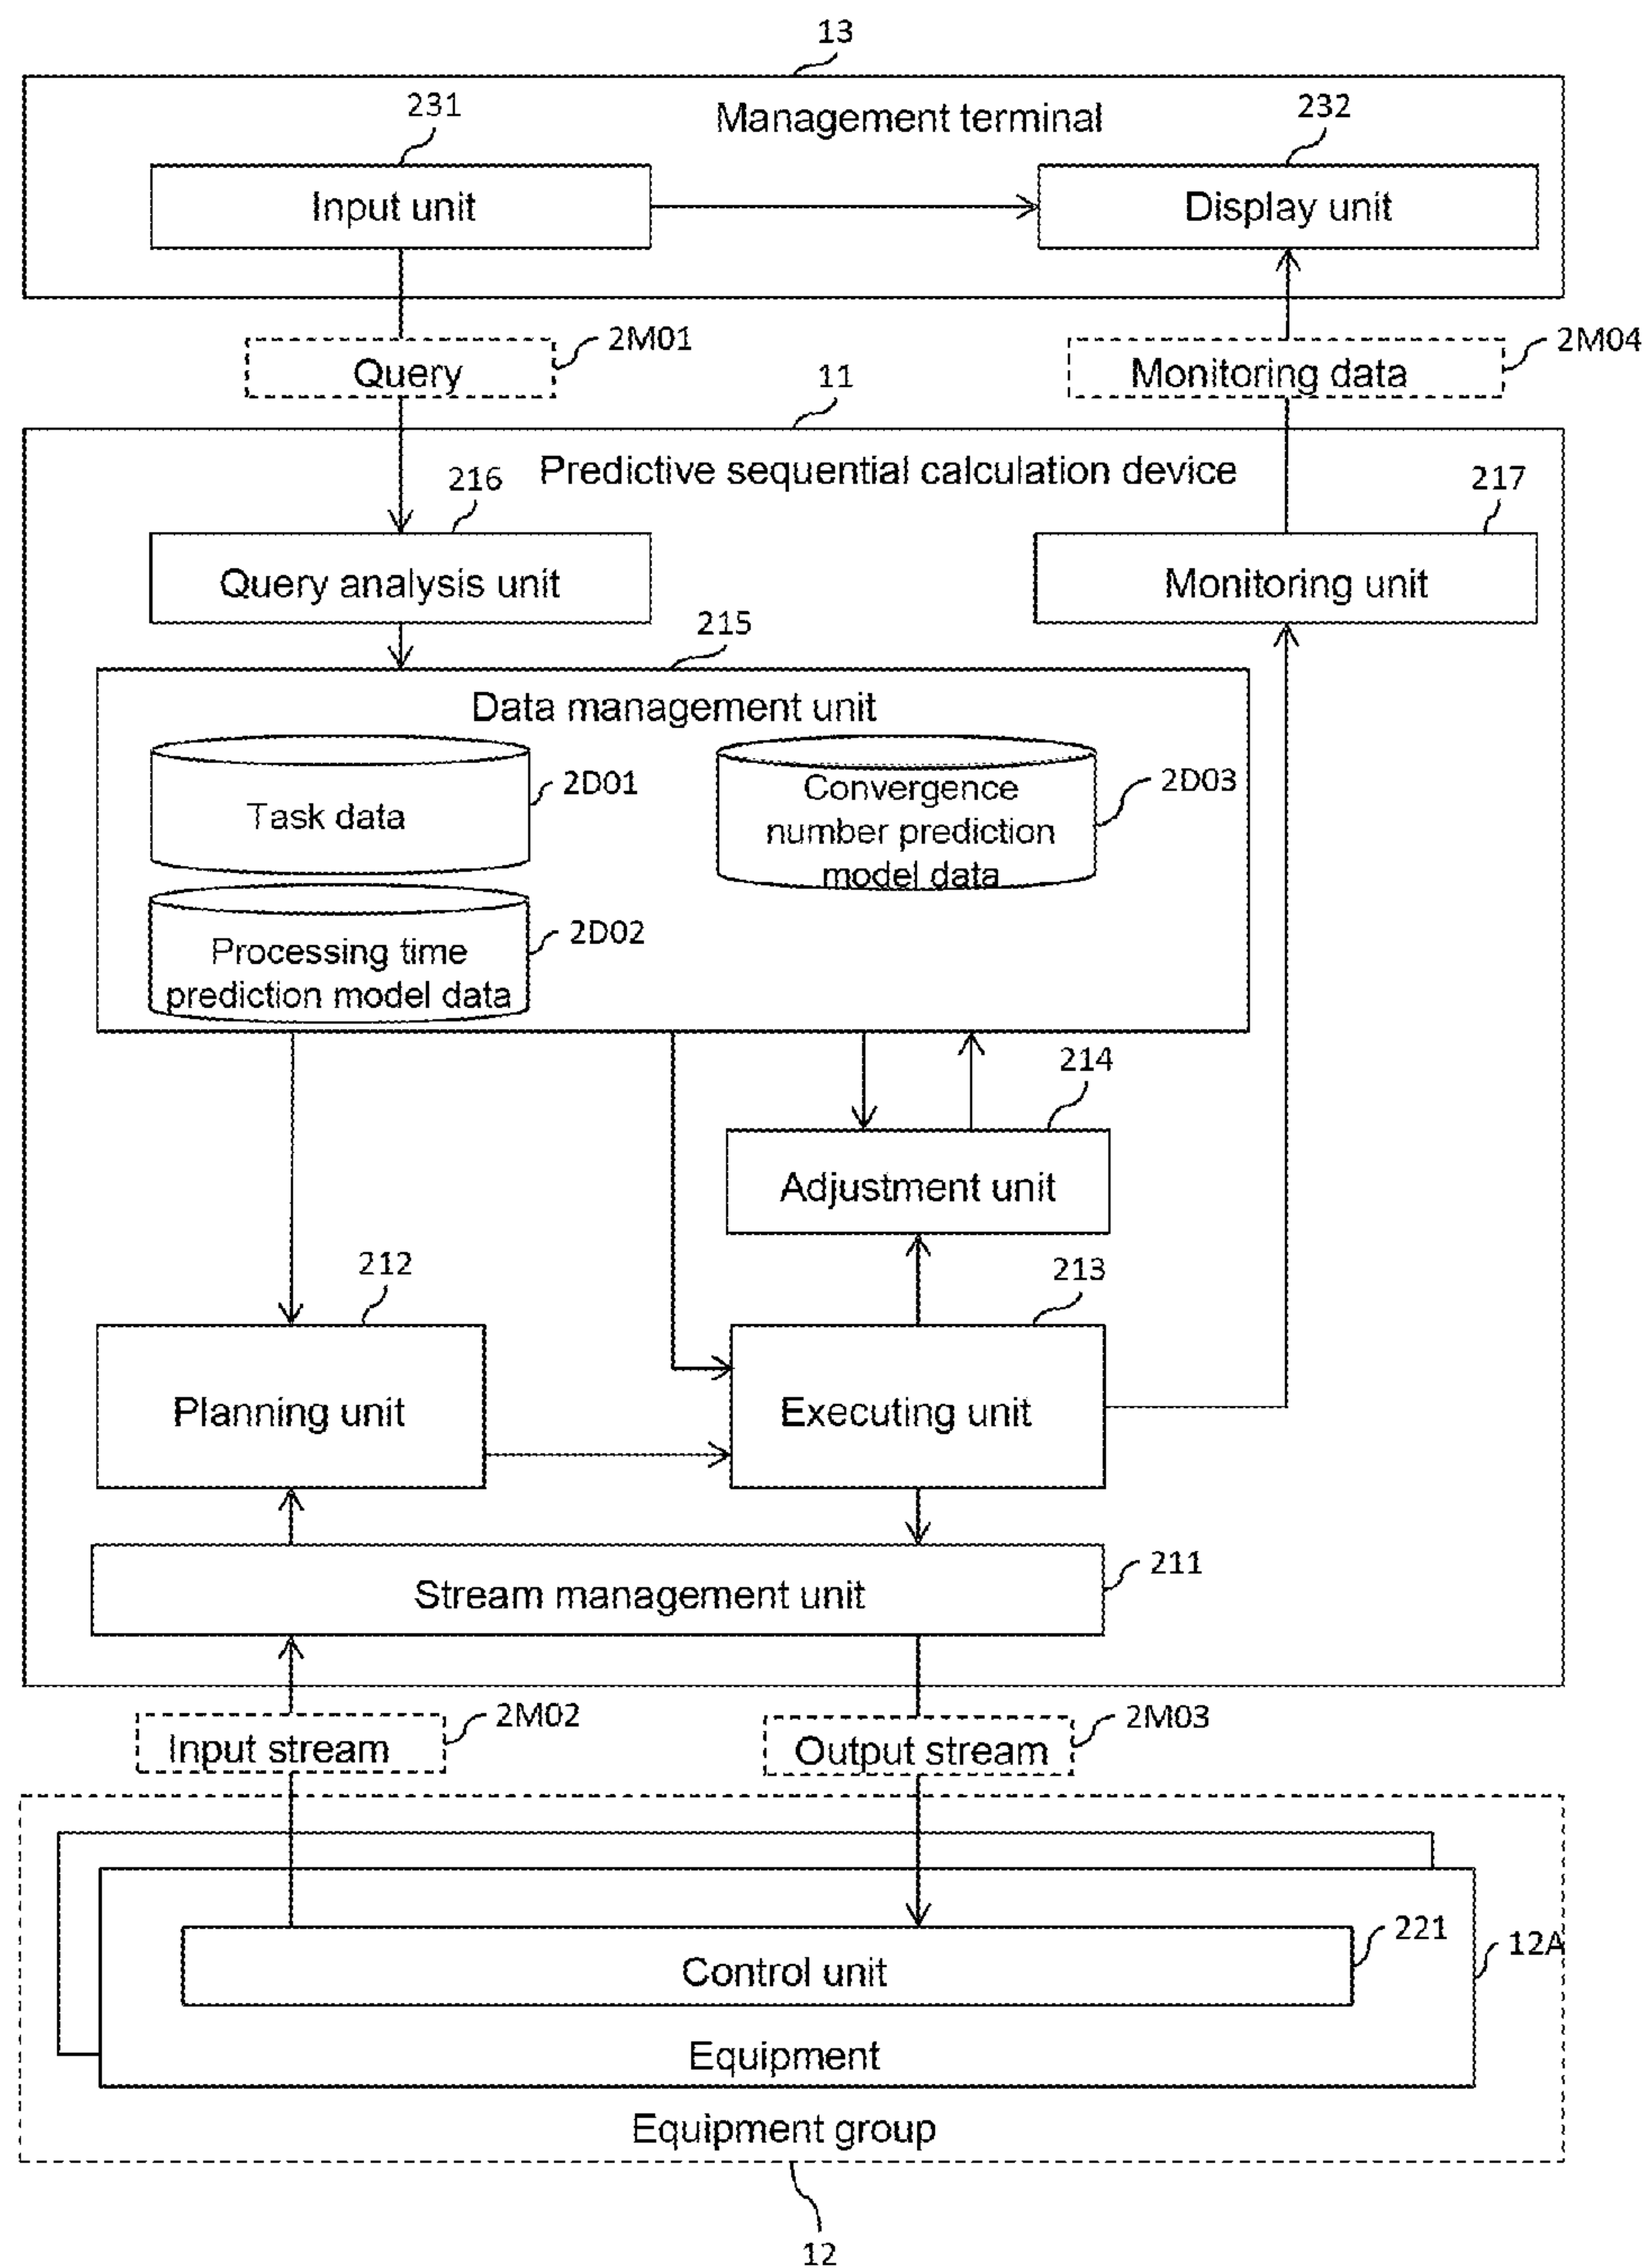 13
231
Management terminal
232
Input unit
Display unit
2M01
Query
2M04
Monitoring data
11
Predictive sequential calculation device
216
217
Query analysis unit
Monitoring unit
215
Data management unit
2D01
Task data
2D03
Convergence
number prediction
model data
2D02
Processing time
prediction model data
214
Adjustment unit
212
213
Planning unit
Executing unit
211
Stream management unit
2M02
Input stream
2M03
Output stream
221
12A
Control unit
Equipment
Equipment group
12